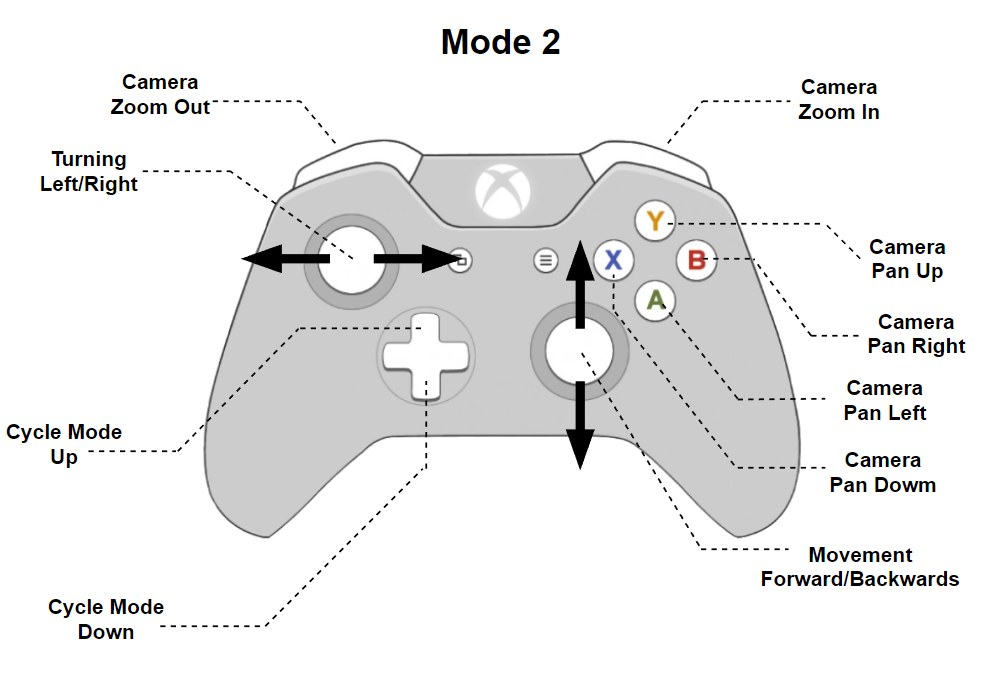 Mode 2
Camera
Zoom Out
Camera
Zoom In
Turning
Left/Right
Y
X
B
A
Camera
Pan Up
Camera
Pan Right
Camera
Pan Left
Cycle Mode
Up
Camera
Pan Dowm
Movement
Forward/Backwards
Cycle Mode
Down